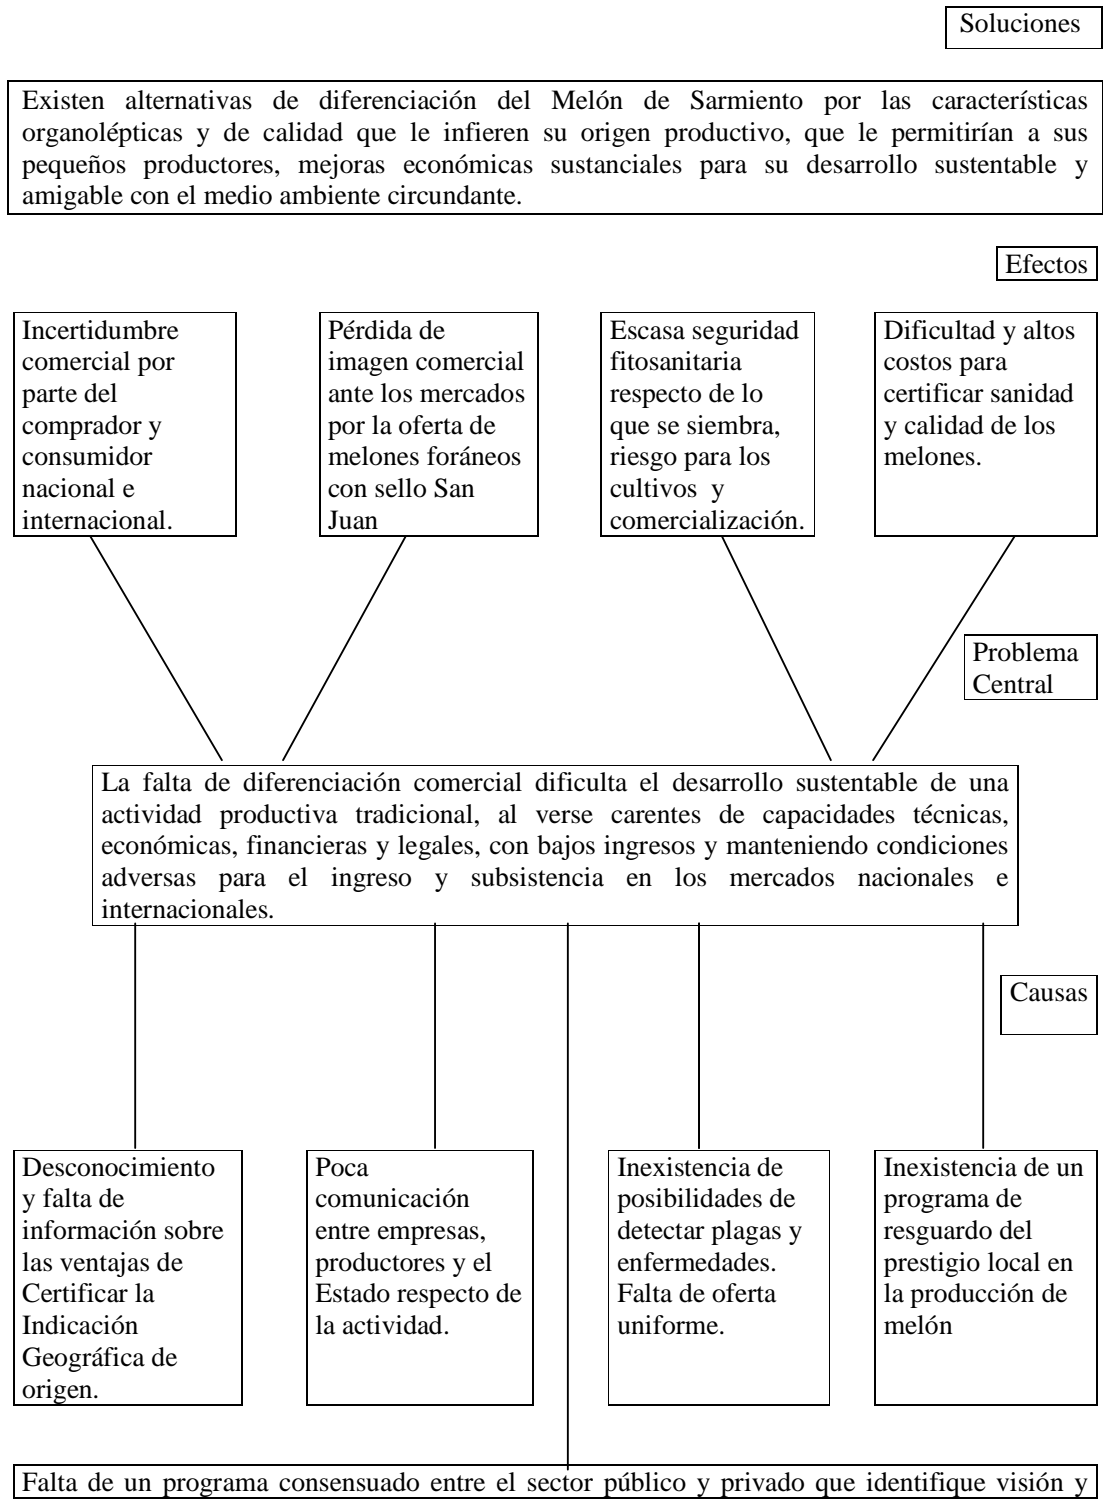 Soluciones
Existen alternativas de diferenciación del Melón de Sarmiento por las características
organolépticas y de calidad que le infieren su origen productivo, que le permitirían a sus
pequeños productores, mejoras económicas sustanciales para su desarrollo sustentable y
amigable con el medio ambiente circundante.
Efectos
Incertidumbre
comercial por
parte del
comprador y
consumidor
nacional e
internacional.
Pérdida de
imagen comercial
ante los mercados
por la oferta de
melones foráneos
con sello San
Juan
Escasa seguridad
fitosanitaria
respecto de lo
que se siembra,
riesgo para los
cultivos y
comercialización.
Dificultad y altos
costos para
certificar sanidad
y calidad de los
melones.
Problema
Central
La falta de diferenciación comercial dificulta el desarrollo sustentable de una
actividad productiva tradicional, al verse carentes de capacidades técnicas,
económicas, financieras y legales, con bajos ingresos y manteniendo condiciones
adversas para el ingreso y subsistencia en los mercados nacionales e
internacionales.
Causas
Desconocimiento
y falta de
información sobre
las ventajas de
Certificar la
Indicación
Geográfica de
origen.
Poca
comunicación
entre empresas,
productores y el
Estado respecto de
la actividad.
Inexistencia de
posibilidades de
detectar plagas y
enfermedades.
Falta de oferta
uniforme.
Inexistencia de un
programa de
resguardo del
prestigio local en
la producción de
melón
Falta de un programa consensuado entre el sector público y privado que identifique visión y